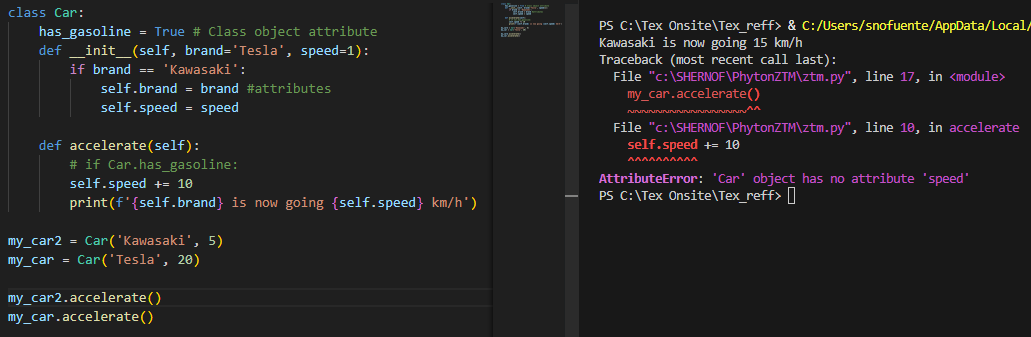 class Car:
    has_gasoline = True # Class object attribute
    def __init__(self, brand='Tesla', speed=1):
        if brand == 'Kawasaki':
            self.brand = brand #attributes
            self.speed = speed

    def accelerate(self):
        # if Car.has_gasoline:
        self.speed += 10
        print(f'{self.brand} is now going {self.speed} km/h')

my_car2 = Car('Kawasaki', 5)
my_car = Car('Tesla', 20)

my_car2.accelerate()
my_car.accelerate()

PS C:\Tex Onsite\Tex_reff> & C:/Users/snofuente/AppData/Local/
Kawasaki is now going 15 km/h
Traceback (most recent call last):
  File "c:\SHERNOF\PhytonZTM\ztm.py", line 17, in <module>
    my_car.accelerate()
    ~~~~~~~~~~~~~~~~~^^
  File "c:\SHERNOF\PhytonZTM\ztm.py", line 10, in accelerate
    self.speed += 10
    ^^^^^^^^^^
AttributeError: 'Car' object has no attribute 'speed'
PS C:\Tex Onsite\Tex_reff>